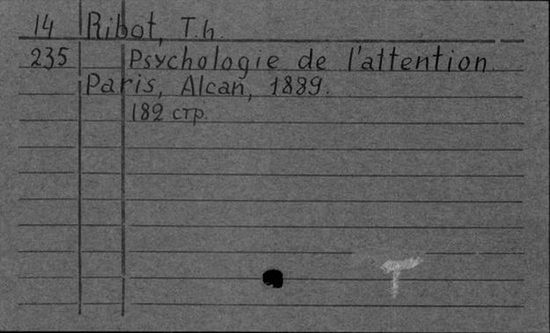 14 Ribot, Th.
235 Psychologie de l'attention
Paris, Alcan, 1889.
182 стр.
T